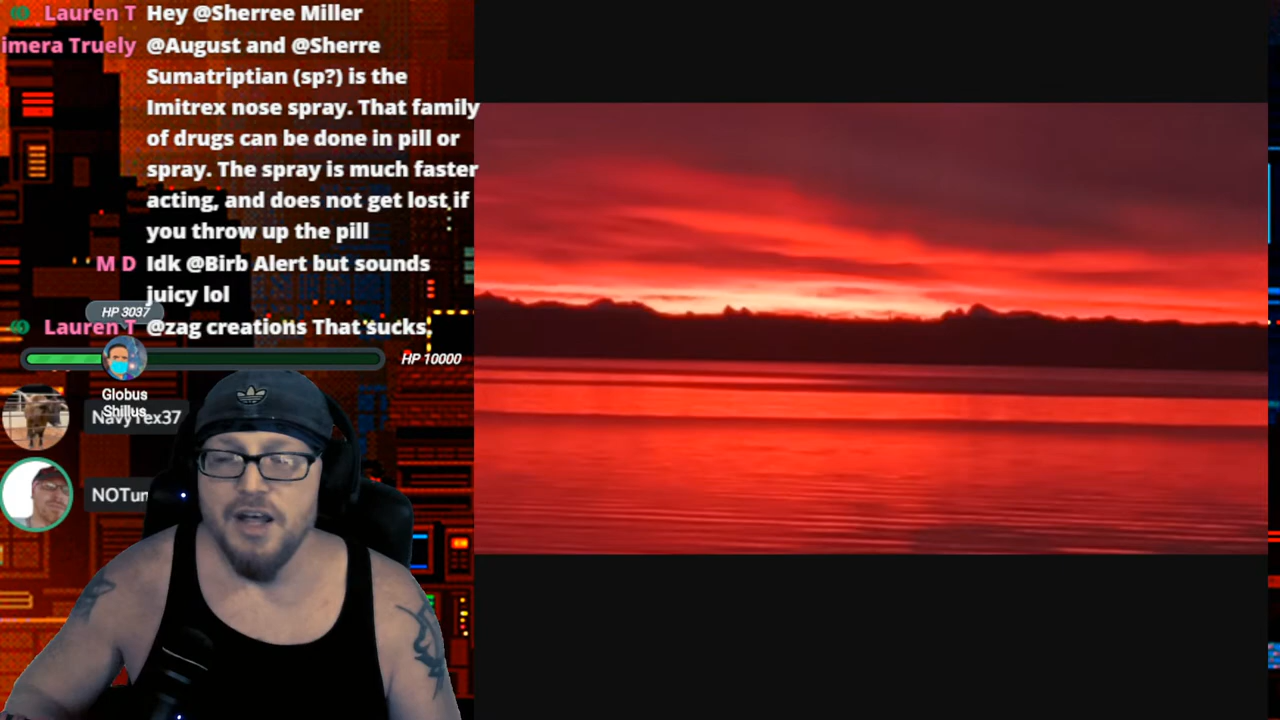 Lauren T Hey @Sherree Miller
imera Truely @August and @Sherre
Sumatriptian (sp?) is the
Imitrex nose spray. That family
of drugs can be done in pill or
spray. The spray is much faster
acting, and does not get lost if
you throw up the pill
M D Idk @Birb Alert but sounds
juicy lol
HP 3037
Lauren T @zag creations That sucks.
HP 10000
Globus
Shillus
NavyTex37
NOTun